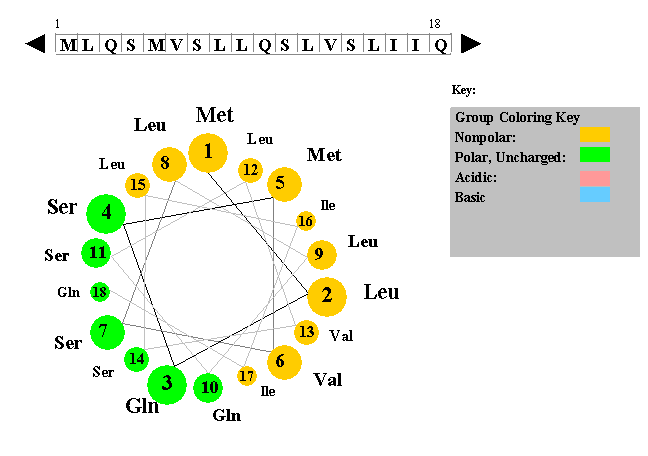 1 18
M L Q S M V S L L Q S L V S L I I Q
Key:
Group Coloring Key
Nonpolar:
Polar, Uncharged:
Acidic:
Basic
Met
Leu
Leu
Met
Leu
Ser
Ile
Ser
Leu
Gln
Leu
Ser
Val
Ser
Val
Gln
Ile
Gln
1
8
12
5
15
4
16
11
9
18
2
7
13
14
6
17
3
10